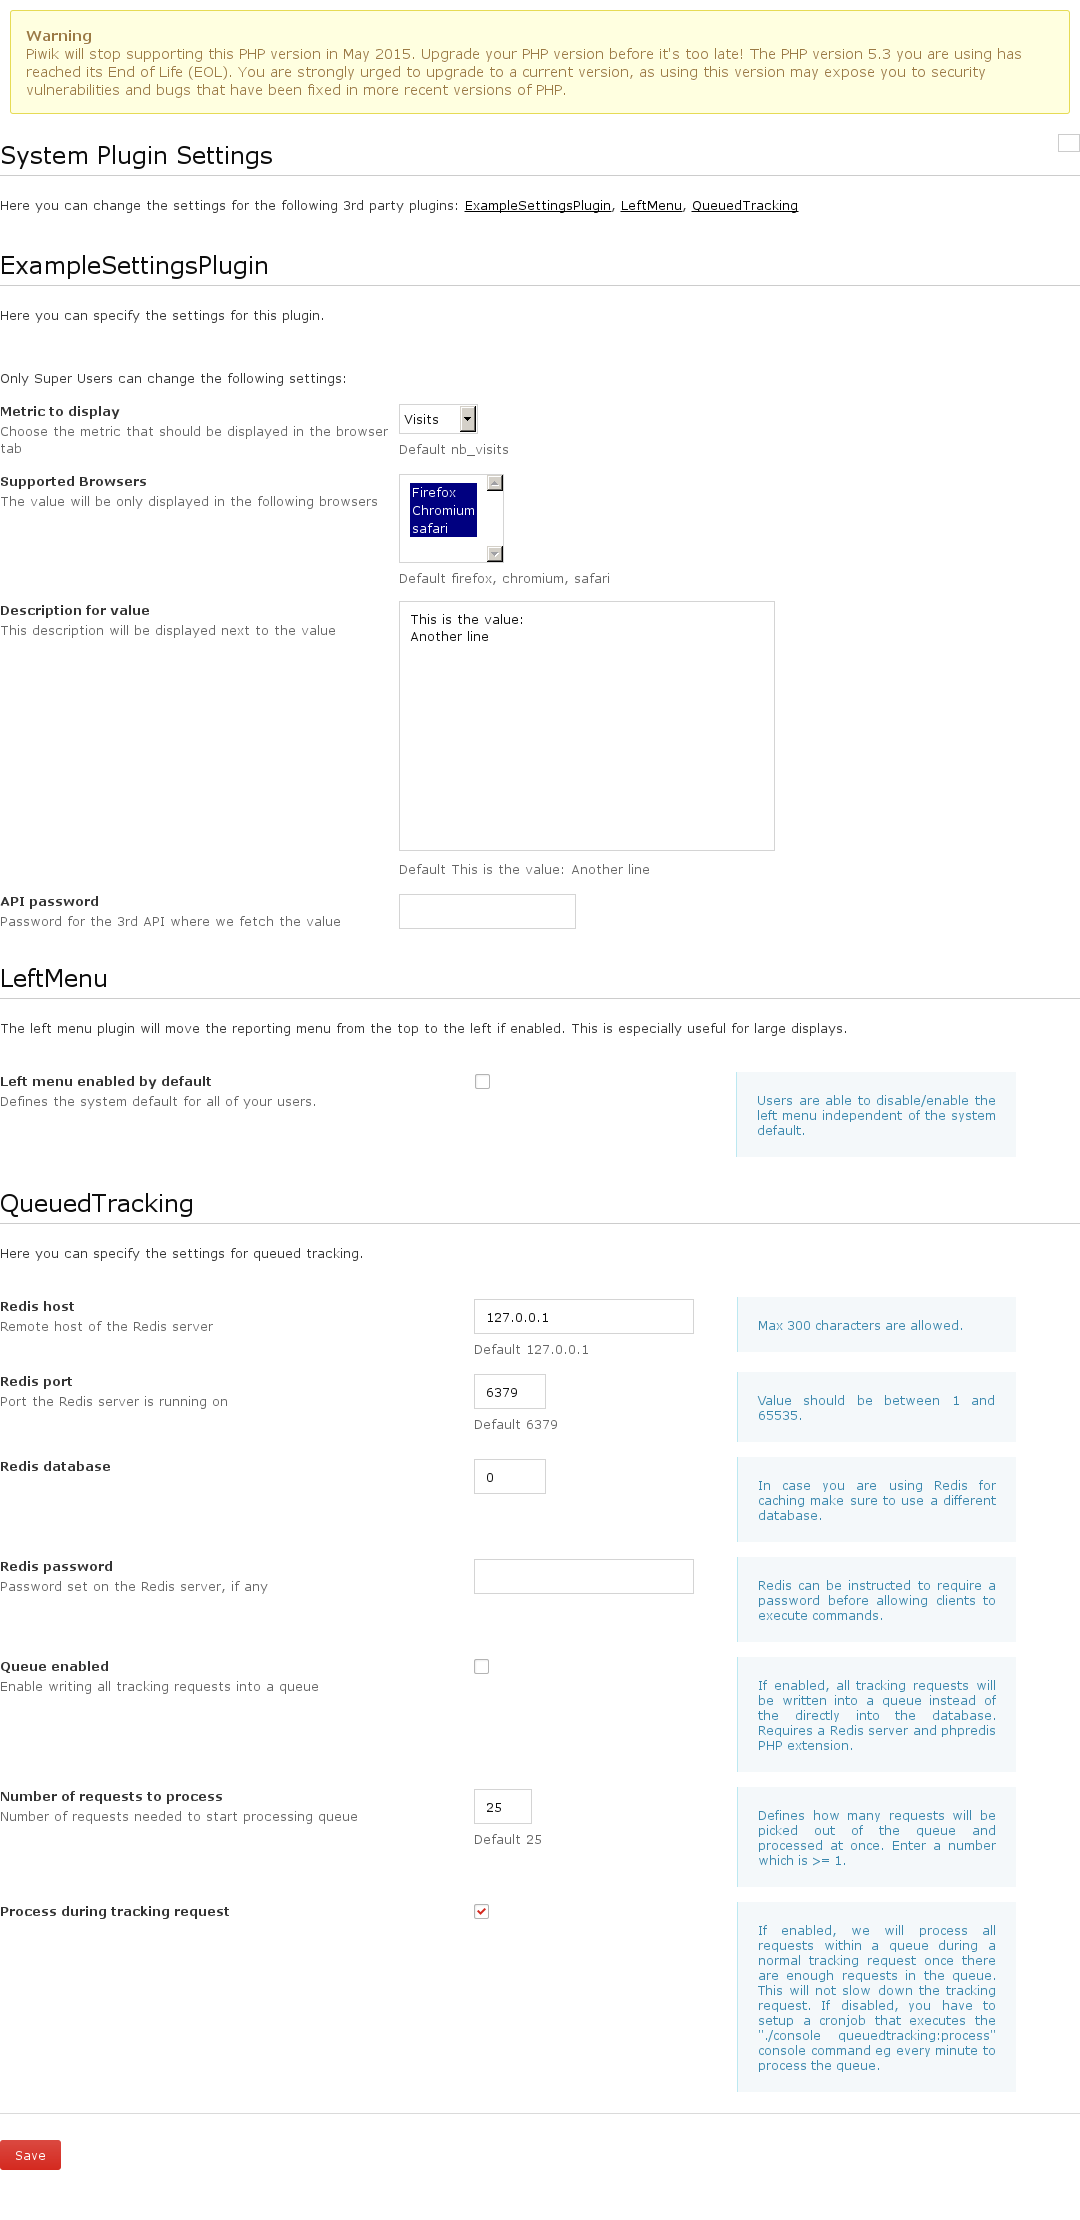 Warning
Piwik will stop supporting this PHP version in May 2015. Upgrade your PHP version before it's too late! The PHP version 5.3 you are using has
reached its End of Life (EOL). You are strongly urged to upgrade to a current version, as using this version may expose you to security
vulnerabilities and bugs that have been fixed in more recent versions of PHP.
System Plugin Settings
Here you can change the settings for the following 3rd party plugins: ExampleSettingsPlugin, LeftMenu, QueuedTracking
ExampleSettingsPlugin
Here you can specify the settings for this plugin.
Only Super Users can change the following settings:
Metric to display
Choose the metric that should be displayed in the browser
tab
Visits
Default nb_visits
Supported Browsers
The value will be only displayed in the following browsers
Firefox
Chromium
safari
Default firefox, chromium, safari
Description for value
This description will be displayed next to the value
This is the value:
Another line
Default This is the value: Another line
API password
Password for the 3rd API where we fetch the value
LeftMenu
The left menu plugin will move the reporting menu from the top to the left if enabled. This is especially useful for large displays.
Left menu enabled by default
Defines the system default for all of your users.
Users are able to disable/enable the
left menu independent of the system
default.
QueuedTracking
Here you can specify the settings for queued tracking.
Redis host
Remote host of the Redis server
127.0.0.1
Default 127.0.0.1
Max 300 characters are allowed.
Redis port
Port the Redis server is running on
6379
Default 6379
Value should be between 1 and
65535.
Redis database
0
In case you are using Redis for
caching make sure to use a different
database.
Redis password
Password set on the Redis server, if any
Redis can be instructed to require a
password before allowing clients to
execute commands.
Queue enabled
Enable writing all tracking requests into a queue
If enabled, all tracking requests will
be written into a queue instead of
the directly into the database.
Requires a Redis server and phpredis
PHP extension.
Number of requests to process
Number of requests needed to start processing queue
25
Default 25
Defines how many requests will be
picked out of the queue and
processed at once. Enter a number
which is >= 1.
Process during tracking request
If enabled, we will process all
requests within a queue during a
normal tracking request once there
are enough requests in the queue.
This will not slow down the tracking
request. If disabled, you have to
setup a cronjob that executes the
"./console queuedtracking:process"
console command eg every minute to
process the queue.
Save